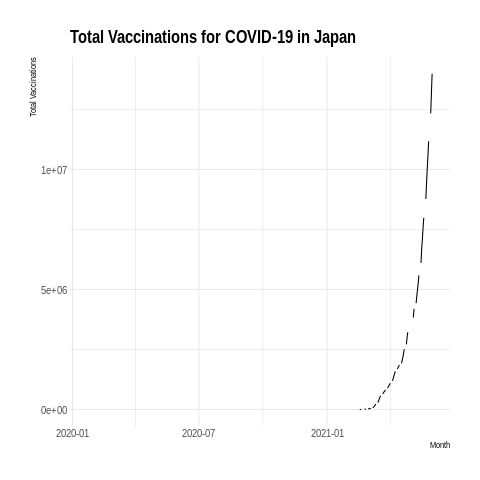 Total Vaccinations for COVID-19 in Japan
Total Vaccinations
1e+07
5e+06
0e+00
2020-01
2020-07
2021-01
Month